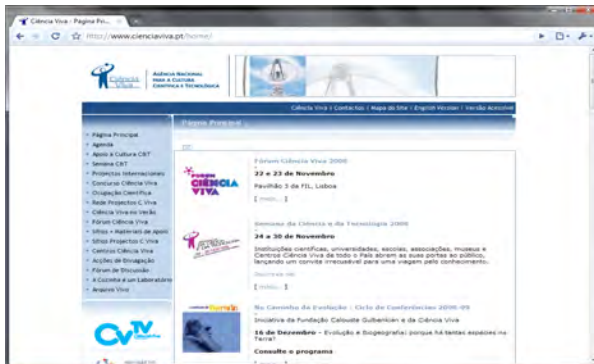 Ciência Viva - Página Pri...
http://www.cienciaviva.pt/home/
Ciência Viva
AGÊNCIA NACIONAL
PARA A
CULTURA
CIENTÍFICA E TECNOLÓGICA
Ciência Viva | Contactos | Mapa do Site | English Version | Versão Acessível
Página Principal
Página Principal
Agenda
Apoio à Cultura C&T
Semana C&T
Projectos Internacionais
Concurso Ciência Viva
Ocupação Científica
Rede Projectos C.Viva
Ciência Viva no Verão
Fórum Ciência Viva
Sítios + Materiais de Apoio
Sítios Projectos C.Viva
Centros Ciência Viva
Acções de Divulgação
Fórum de Discussão
A Cozinha é um Laboratório
Arquivo Vivo
CvTV
FORUM
CIÊNCIA
VIVA
Fórum Ciência Viva 2008
22 e 23 de Novembro
Pavilhão 3 da FIL, Lisboa
[ mais... ]
Semana da Ciência e da Tecnologia 2008
24 a 30 de Novembro
Instituições científicas, universidades, escolas, associações, museus e
Centros Ciência Viva de todo o País abrem as suas portas ao público,
lançando um convite irrecusável para uma viagem pelo conhecimento.
[ mais... ]
No Caminho da Evolução - Ciclo de Conferências 2008-09
Iniciativa da Fundação Calouste Gulbenkian e da Ciência Viva
16 de Dezembro - Evolução e Biogeografia: porque há tantas espécies na
Terra?
Consulte o programa